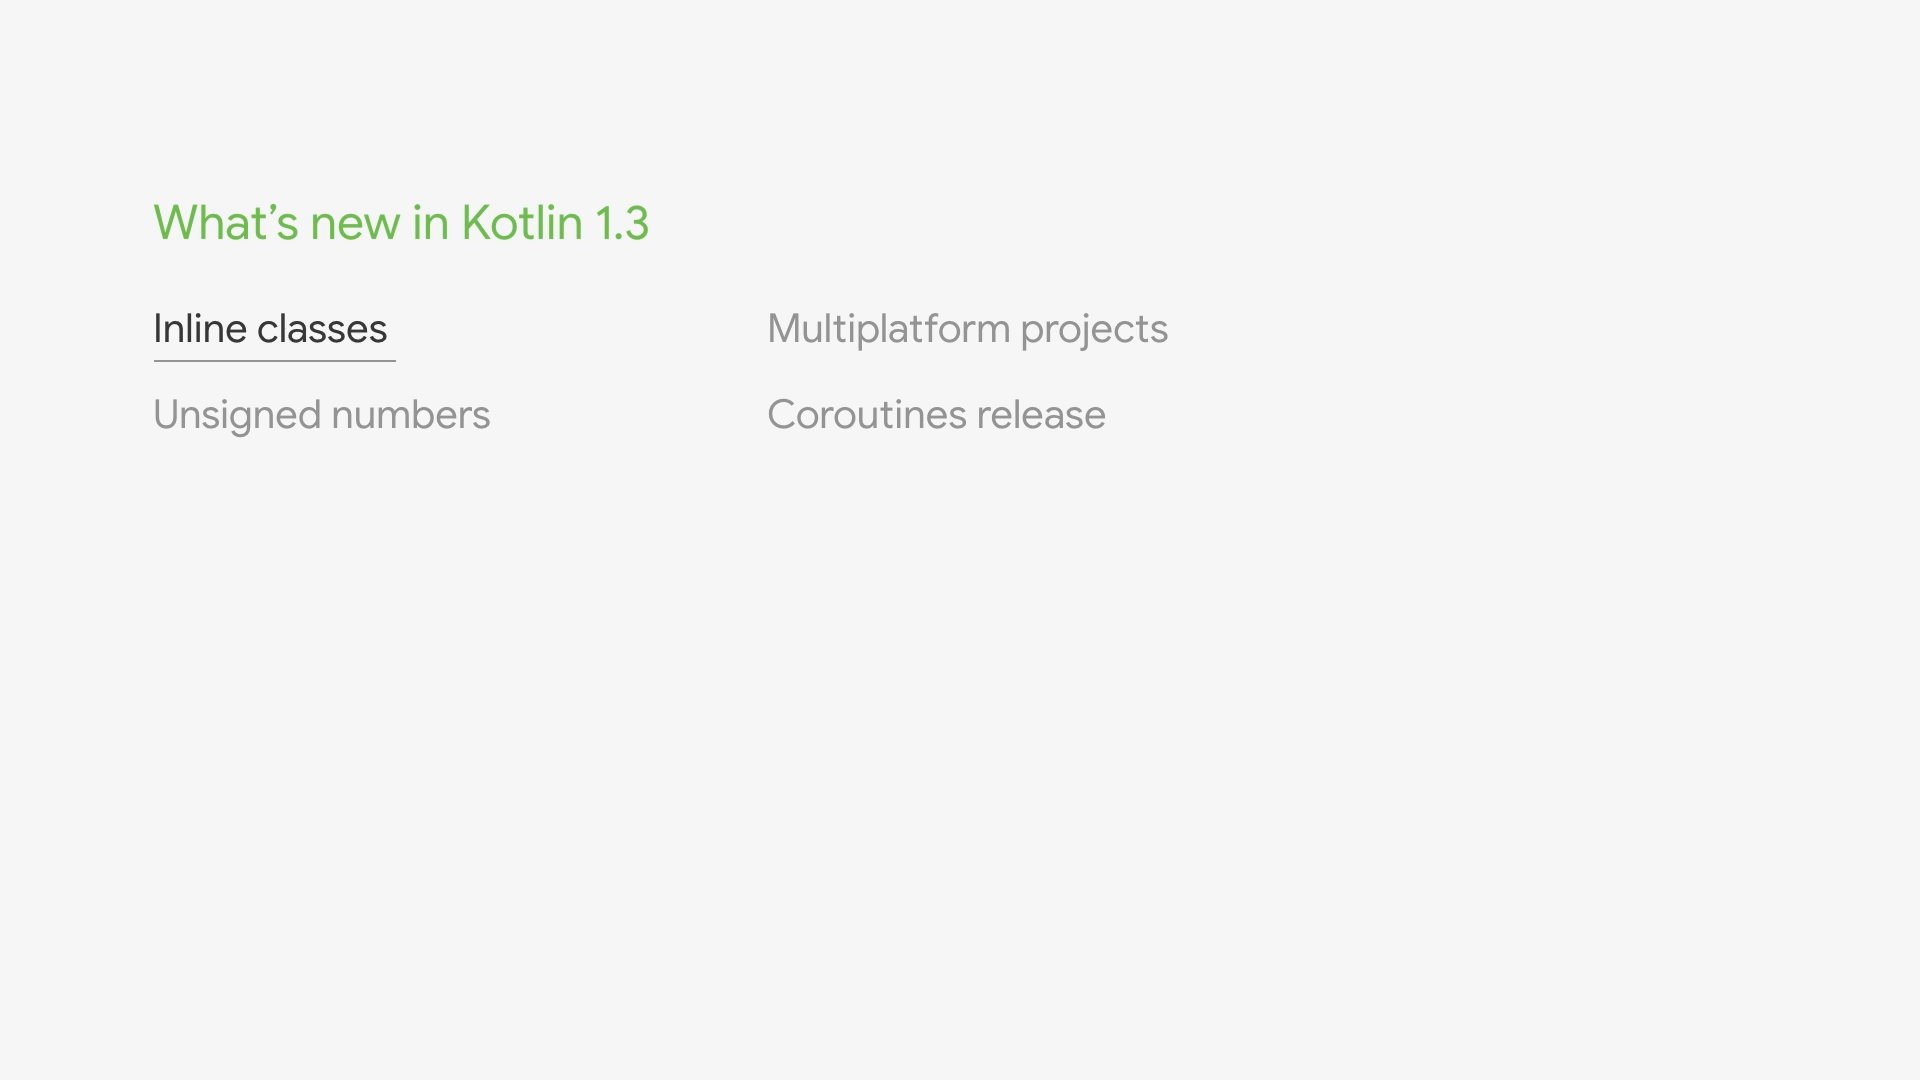 What’s new in Kotlin 1.3
Inline classes
Unsigned numbers
Multiplatform projects
Coroutines release